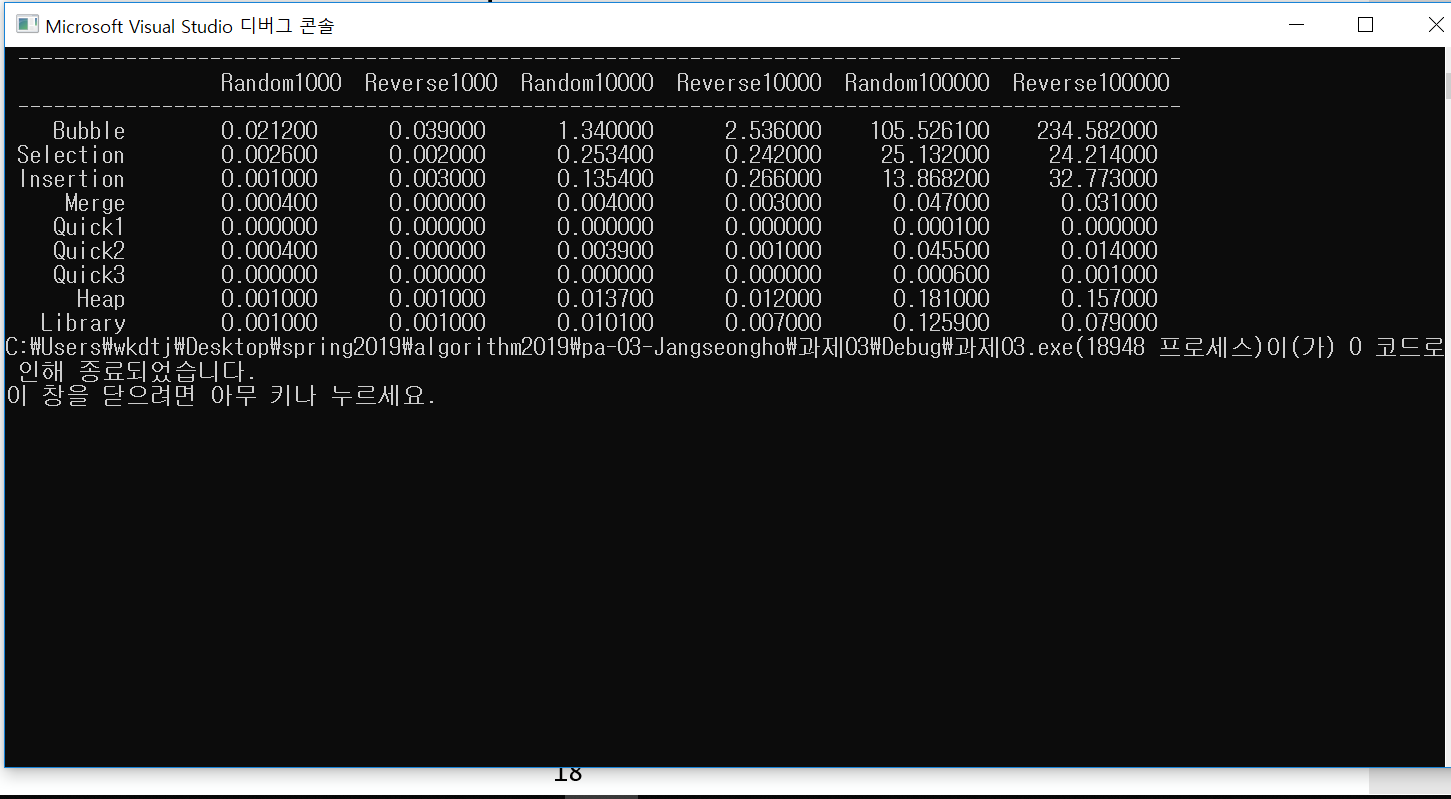 Microsoft Visual Studio 디버그 콘솔
-------------------------------------------------------------------------------------------------
Random1000 Reverse1000 Random10000 Reverse10000 Random100000 Reverse100000
-------------------------------------------------------------------------------------------------
Bubble 0.021200 0.039000 1.340000 2.536000 105.526100 234.582000
Selection 0.002600 0.002000 0.253400 0.242000 25.132000 24.214000
Insertion 0.001000 0.003000 0.135400 0.266000 13.868200 32.773000
Merge 0.000400 0.000000 0.004000 0.003000 0.047000 0.031000
Quick1 0.000000 0.000000 0.000000 0.000000 0.000100 0.000000
Quick2 0.000400 0.000000 0.003900 0.001000 0.045500 0.014000
Quick3 0.000000 0.000000 0.000000 0.000000 0.000600 0.001000
Heap 0.001000 0.001000 0.013700 0.012000 0.181000 0.157000
Library 0.001000 0.001000 0.010100 0.007000 0.125900 0.079000
C:₩Users₩wkdtj₩Desktop₩spring2019₩algorithm2019₩pa-03-Jangseongho₩과제03₩Debug₩과제03.exe(18948 프로세스)이(가) 0 코드로
인해 종료되었습니다.
이 창을 닫으려면 아무 키나 누르세요.
18